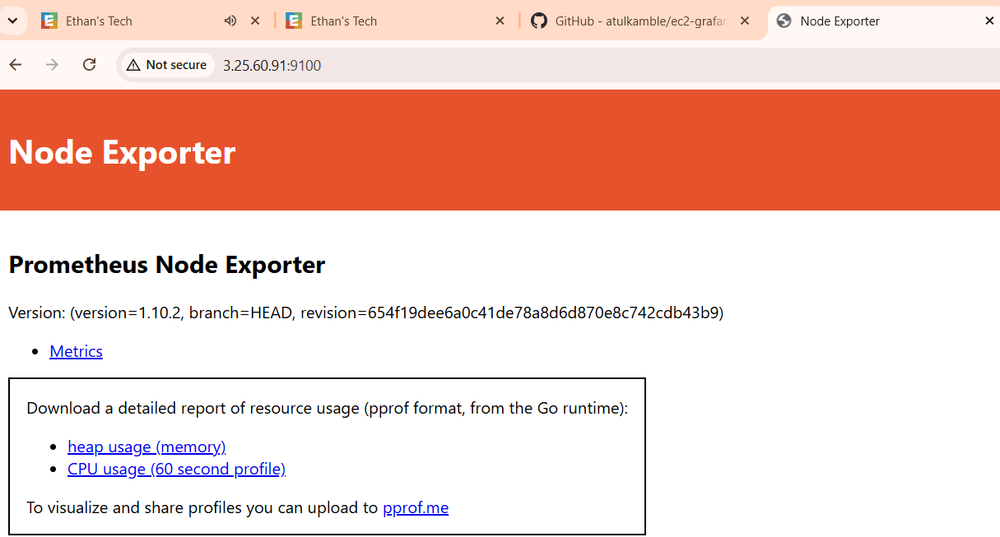 Ethan's Tech
Ethan's Tech
GitHub - atulkamble/ec2-grafan
Node Exporter
Not secure
3.25.60.91:9100
Node Exporter
Prometheus Node Exporter
Version: (version=1.10.2, branch=HEAD, revision=654f19dee6a0c41de78a8d6d870e8c742cdb43b9)
Metrics
Download a detailed report of resource usage (pprof format, from the Go runtime):
heap usage (memory)
CPU usage (60 second profile)
To visualize and share profiles you can upload to pprof.me